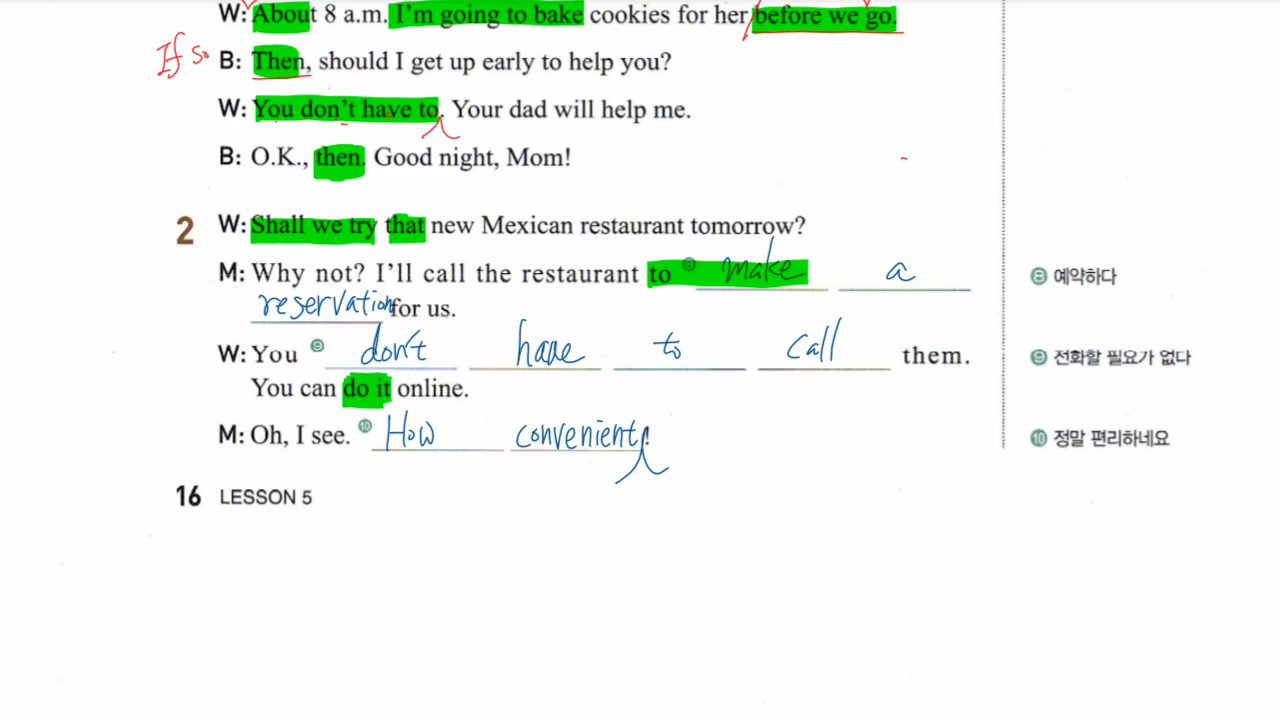 W: About 8 a.m. I'm going to bake cookies for her before we go.
If so
B: Then, should I get up early to help you?
W: You don't have to. Your dad will help me.
B: O.K., then. Good night, Mom!
2 W: Shall we try that new Mexican restaurant tomorrow?
M: Why not? I'll call the restaurant to ⑧ make a
⑧ 예약하다
reservation for us.
W: You ⑨ don't have to call them.
⑨ 전화할 필요가 없다
You can do it online.
M: Oh, I see. ⑩ How convenient!
⑩ 정말 편리하네요
16 LESSON 5